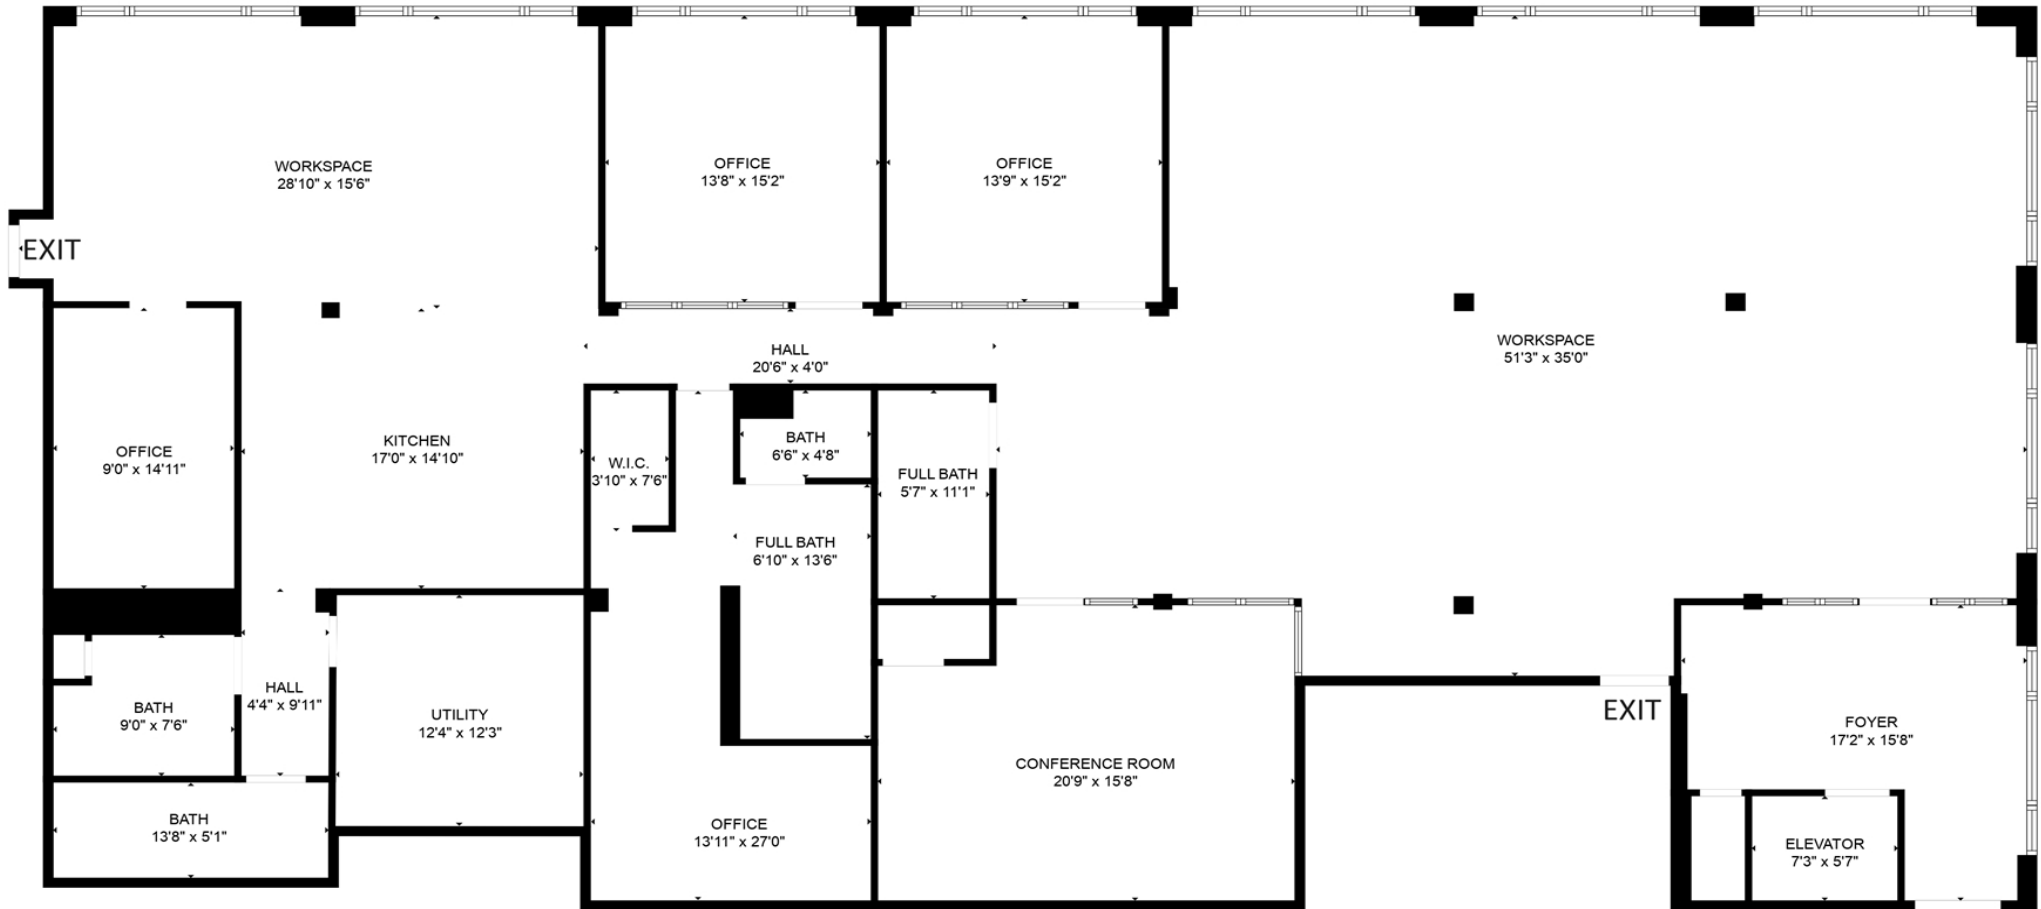 WORKSPACE
28'10" x 15'6"
OFFICE
13'8" x 15'2"
OFFICE
13'9" x 15'2"
EXIT
WORKSPACE
51'3" x 35'0"
HALL
20'6" x 4'0"
OFFICE
9'0" x 14'11"
KITCHEN
17'0" x 14'10"
W.I.C.
3'10" x 7'6"
BATH
6'6" x 4'8"
FULL BATH
5'7" x 11'1"
FULL BATH
6'10" x 13'6"
BATH
9'0" x 7'6"
HALL
4'4" x 9'11"
UTILITY
12'4" x 12'3"
EXIT
FOYER
17'2" x 15'8"
CONFERENCE ROOM
20'9" x 15'8"
BATH
13'8" x 5'1"
OFFICE
13'11" x 27'0"
ELEVATOR
7'3" x 5'7"